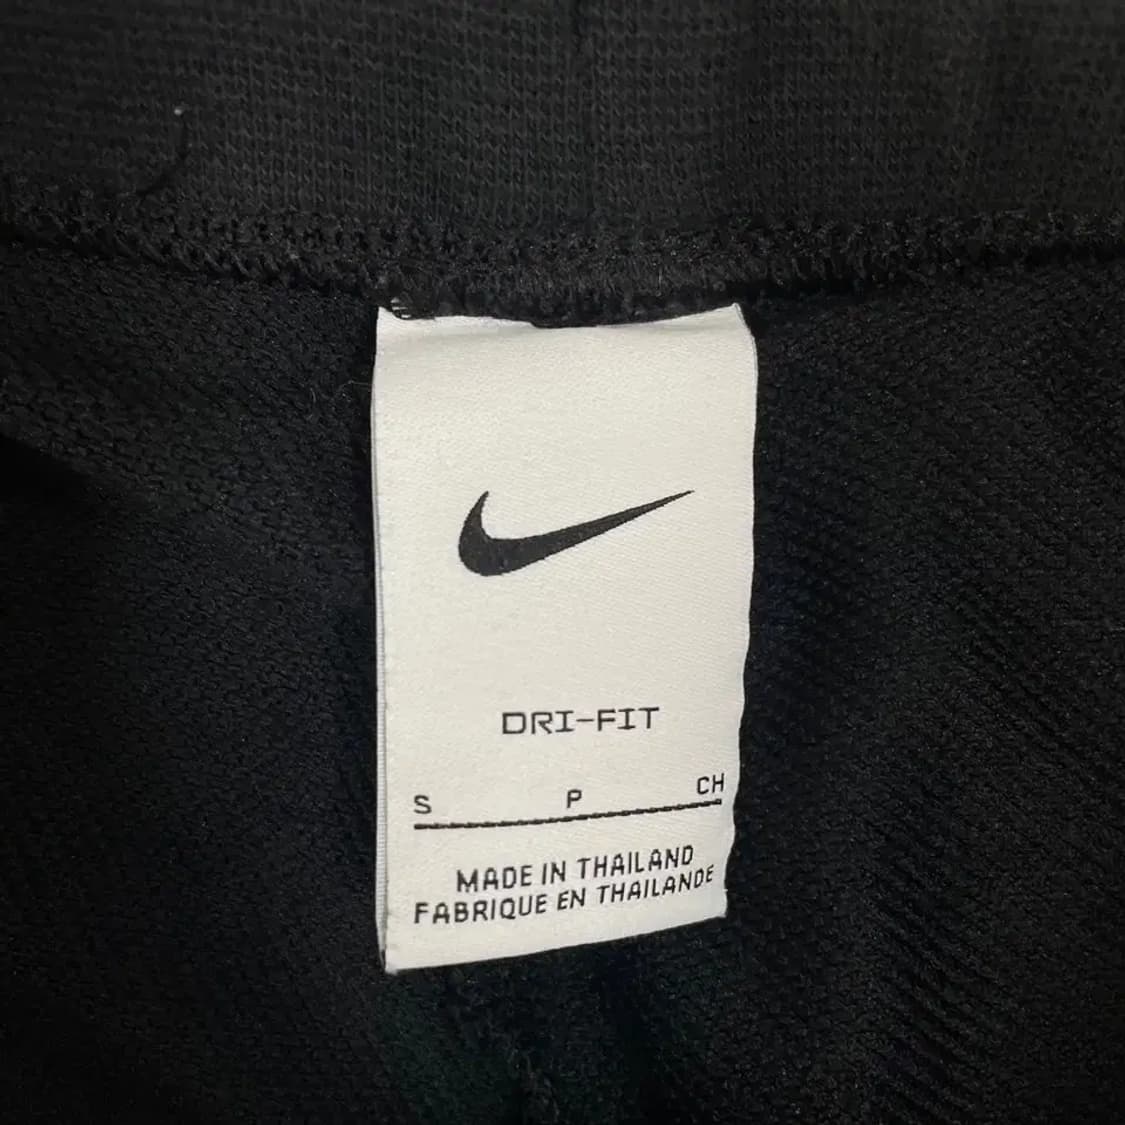 DRI-FIT
S P CH
MADE IN THAILAND
FABRIQUE EN THAILANDE